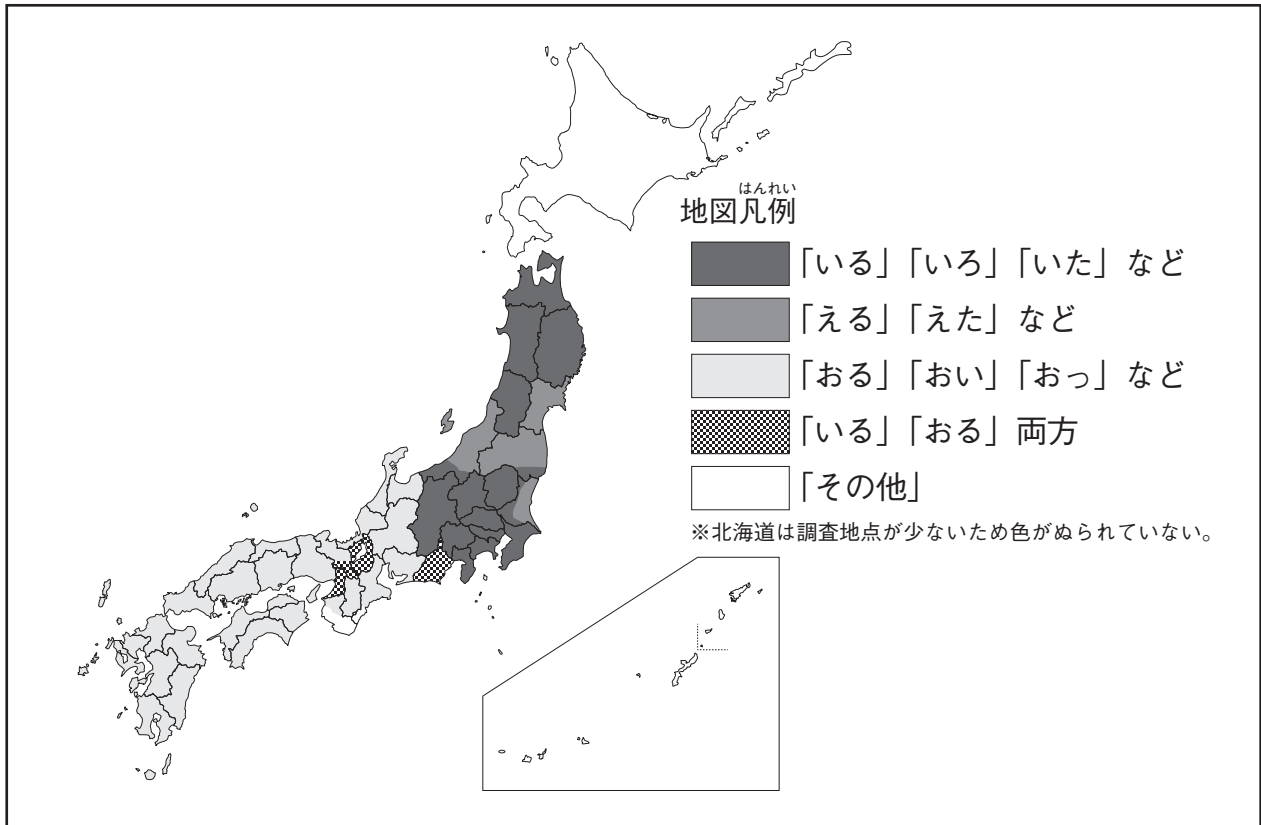 はんれい
地図凡例
「いる」「いろ」「いた」など
「える」「えた」など
「おる」「おい」「おっ」など
「いる」「おる」両方
「その他」
※北海道は調査地点が少ないため色がぬられていない。